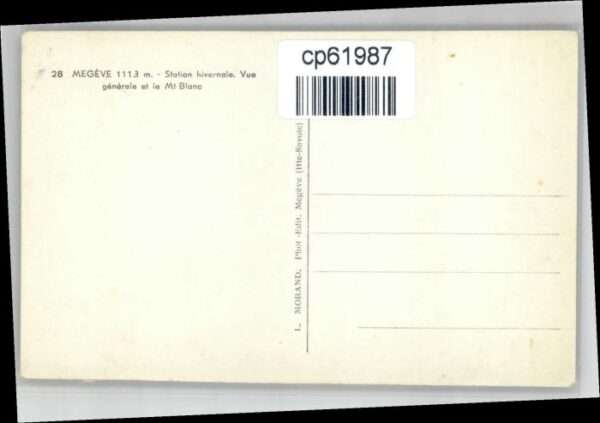 28 MEGÈVE 1113 m. - Station hivernale. Vue
générale et le Mt Blanc
cp61987
L. MORAND, Phot.-Edit. Megève (Hte-Savoie)